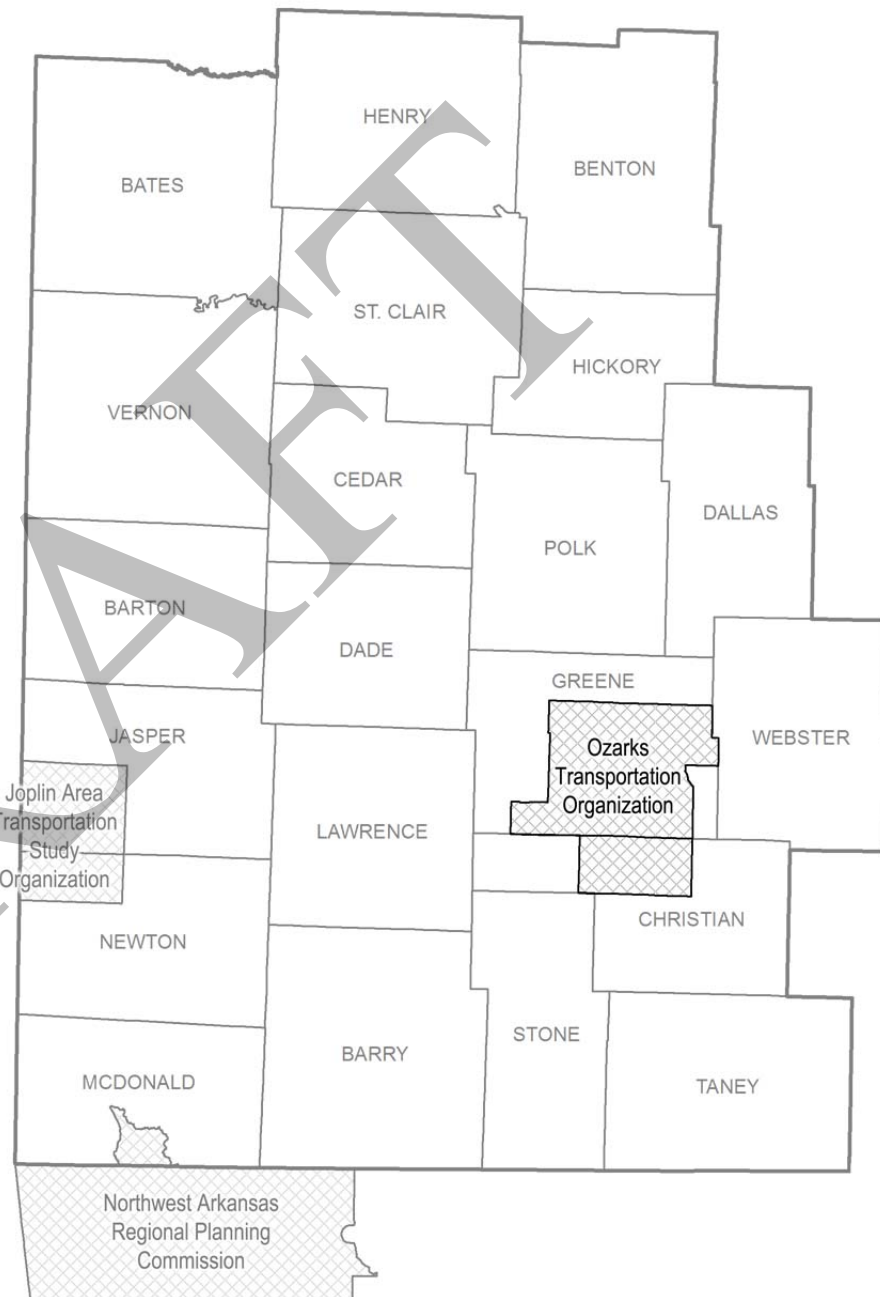 HENRY
BENTON
BATES
ST. CLAIR
HICKORY
VERNON
CEDAR
DALLAS
POLK
BARTON
DADE
GREENE
JASPER
WEBSTER
Ozarks
Transportation
Organization
Joplin Area
Transportation
Study
Organization
LAWRENCE
CHRISTIAN
NEWTON
STONE
BARRY
MCDONALD
TANEY
Northwest Arkansas
Regional Planning
Commission
AFT